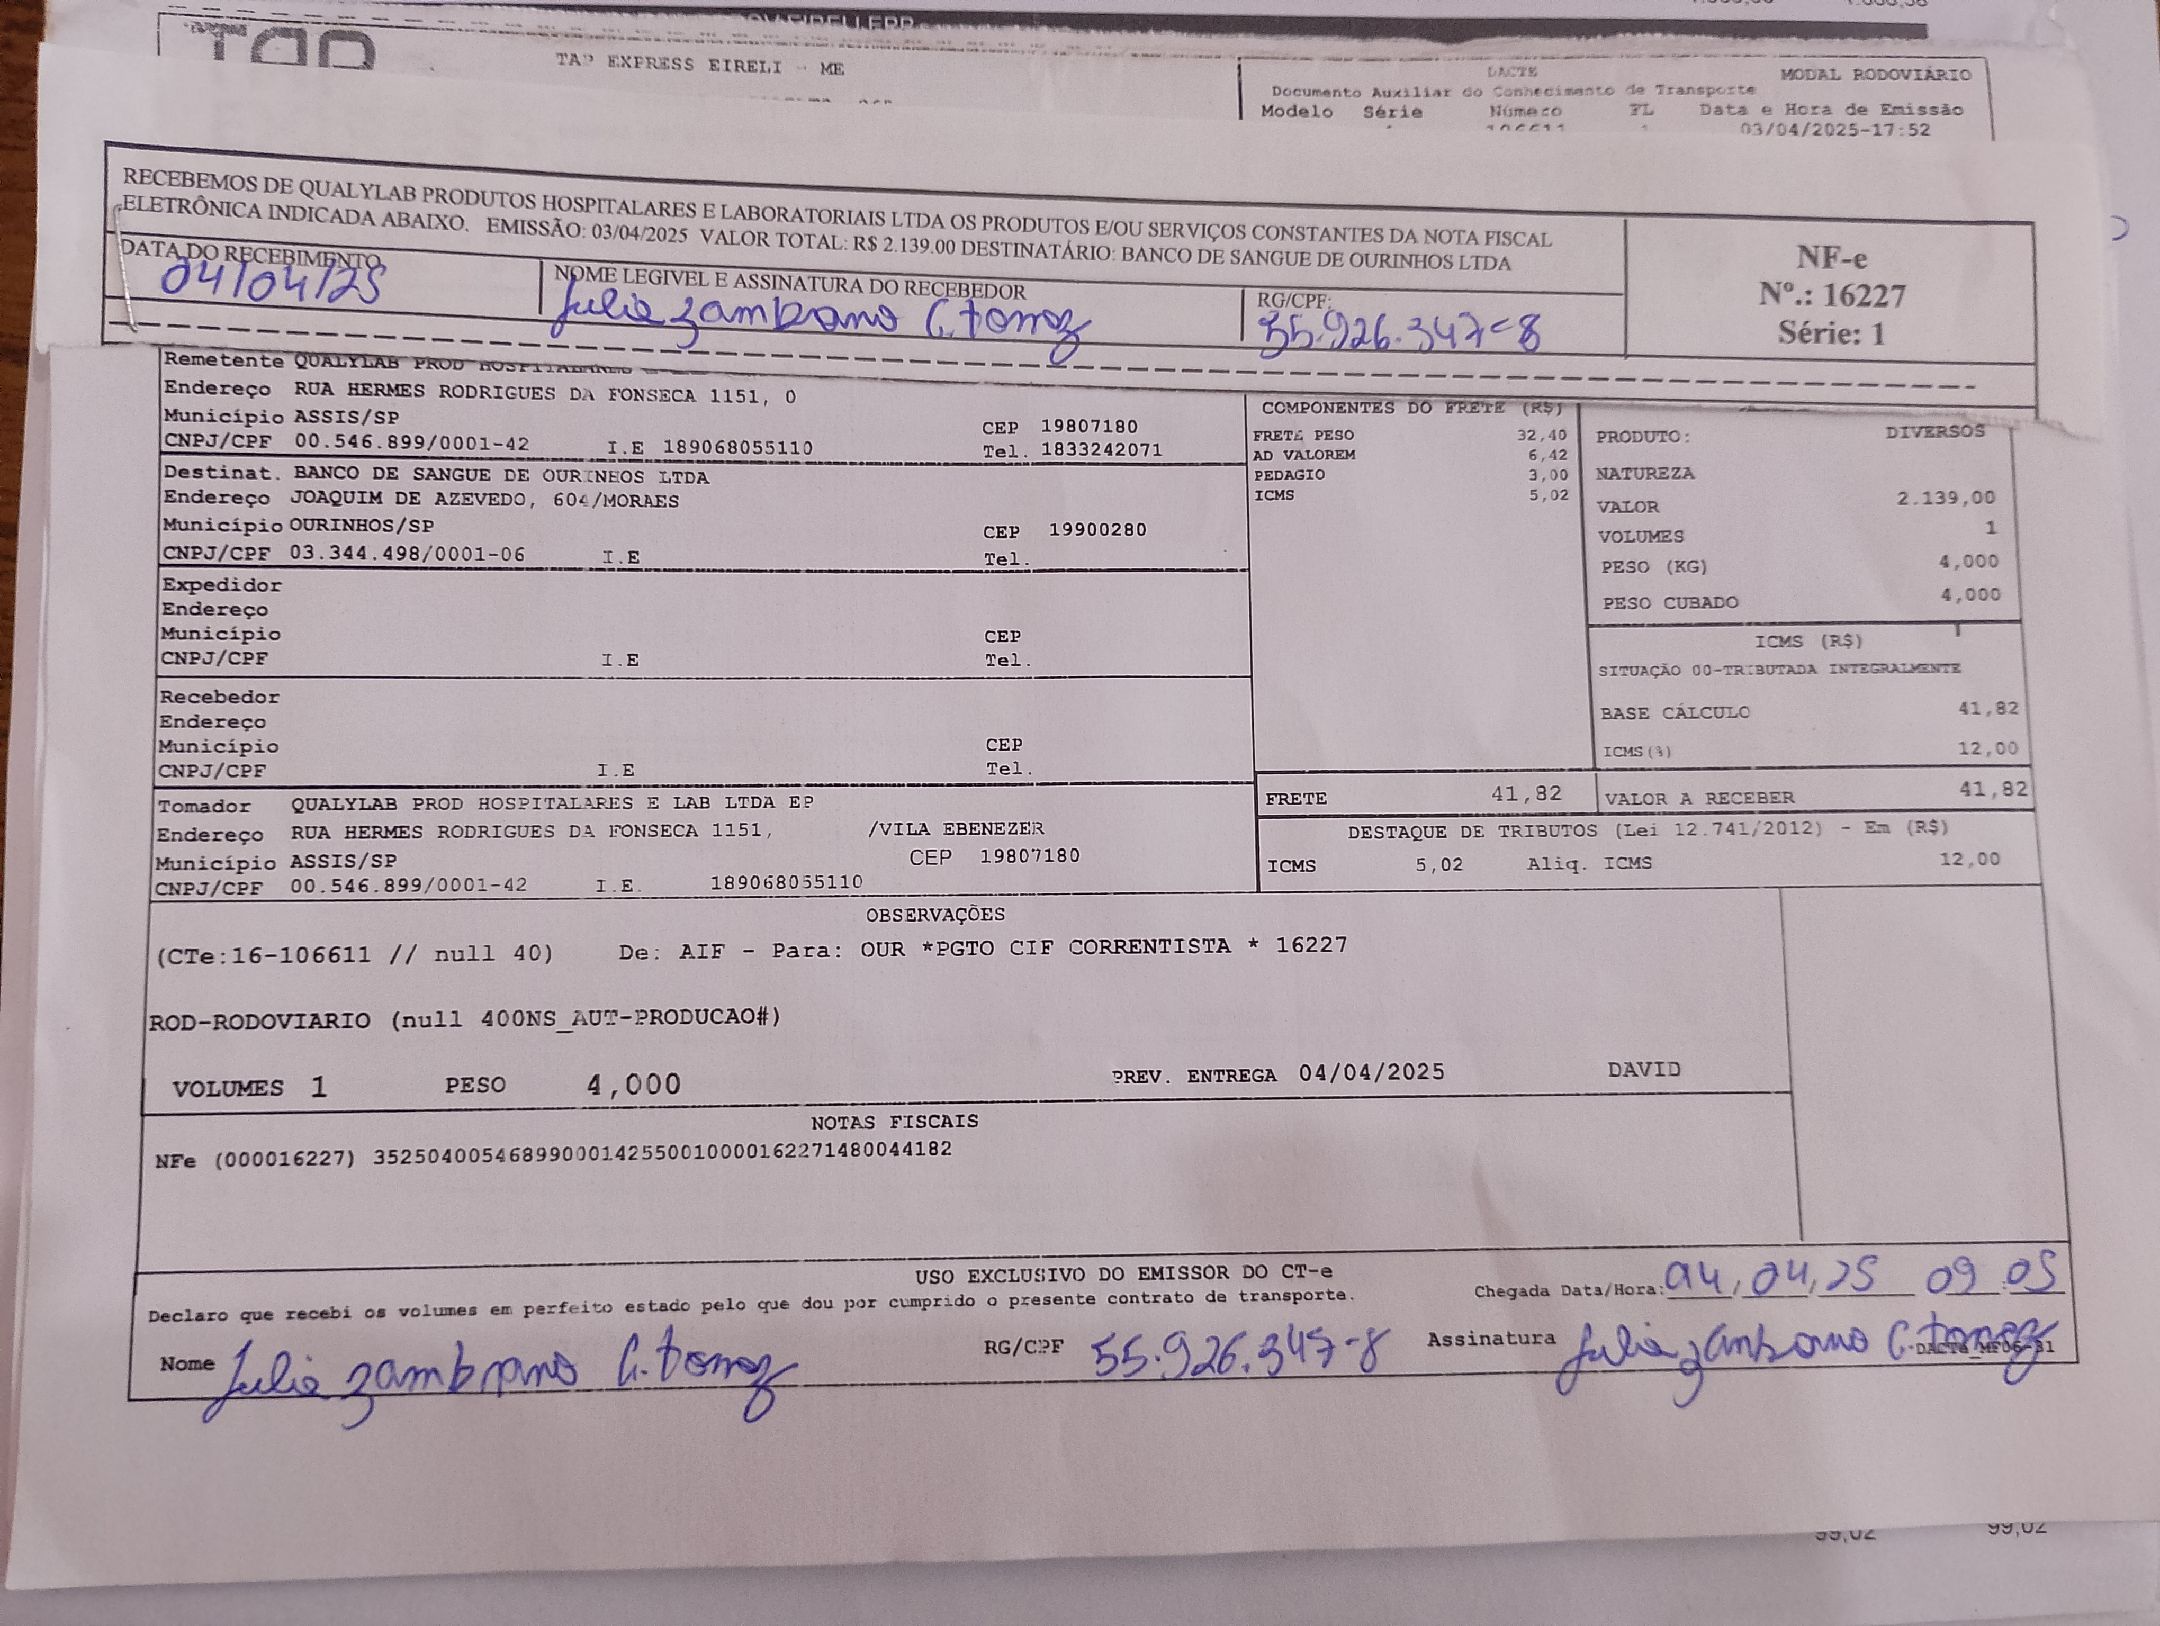 TAP EXPRESS EIRELI - ME
DACTE
MODAL RODOVIÁRIO
Documento Auxiliar do Conhecimento de Transporte
Modelo Série Número FL Data e Hora de Emissão
106611 1 03/04/2025-17:52
RECEBEMOS DE QUALYLAB PRODUTOS HOSPITALARES E LABORATORIAIS LTDA OS PRODUTOS E/OU SERVIÇOS CONSTANTES DA NOTA FISCAL
ELETRÔNICA INDICADA ABAIXO. EMISSÃO: 03/04/2025 VALOR TOTAL: R$ 2.139.00 DESTINATÁRIO: BANCO DE SANGUE DE OURINHOS LTDA
NF-e
Nº.: 16227
Série: 1
DATA DO RECEBIMENTO
04/04/25
NOME LEGIVEL E ASSINATURA DO RECEBEDOR
Julia Zambrano C. Torrez
RG/CPF:
55.926.347-8
Remetente QUALYLAB PROD HOSPITALARES
Endereço RUA HERMES RODRIGUES DA FONSECA 1151, 0
Município ASSIS/SP CEP 19807180
CNPJ/CPF 00.546.899/0001-42 I.E 189068055110 Tel. 1833242071
Destinat. BANCO DE SANGUE DE OURINHOS LTDA
Endereço JOAQUIM DE AZEVEDO, 604/MORAES
Município OURINHOS/SP CEP 19900280
CNPJ/CPF 03.344.498/0001-06 I.E Tel.
Expedidor
Endereço
Município CEP
CNPJ/CPF I.E Tel.
Recebedor
Endereço
Município CEP
CNPJ/CPF I.E Tel.
Tomador QUALYLAB PROD HOSPITALARES E LAB LTDA EP
Endereço RUA HERMES RODRIGUES DA FONSECA 1151, /VILA EBENEZER
Município ASSIS/SP CEP 19807180
CNPJ/CPF 00.546.899/0001-42 I.E. 189068055110
COMPONENTES DO FRETE (R$)
FRETE PESO 32,40
AD VALOREM 6,42
PEDAGIO 3,00
ICMS 5,02
PRODUTO: DIVERSOS
NATUREZA
VALOR 2.139,00
VOLUMES 1
PESO (KG) 4,000
PESO CUBADO 4,000
ICMS (R$)
SITUAÇÃO 00-TRIBUTADA INTEGRALMENTE
BASE CÁLCULO 41,82
ICMS(%) 12,00
FRETE 41,82 VALOR A RECEBER 41,82
DESTAQUE DE TRIBUTOS (Lei 12.741/2012) - Em (R$)
ICMS 5,02 Aliq. ICMS 12,00
OBSERVAÇÕES
(CTe:16-106611 // null 40) De: AIF - Para: OUR *PGTO CIF CORRENTISTA * 16227
ROD-RODOVIARIO (null 400NS_AUT-PRODUCAO#)
VOLUMES 1 PESO 4,000 PREV. ENTREGA 04/04/2025 DAVID
NOTAS FISCAIS
NFe (000016227) 35250400546899000142550010000162271480044182
USO EXCLUSIVO DO EMISSOR DO CT-e
Declaro que recebi os volumes em perfeito estado pelo que dou por cumprido o presente contrato de transporte.
Chegada Data/Hora: 04, 04, 25 09:05
Nome Julia Zambrano C. Torrez RG/CPF 55.926.347-8 Assinatura Julia Zambrano C. Torrez
99,02 99,02